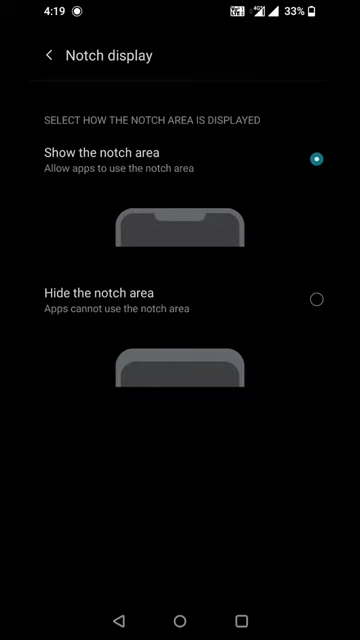 4:19
4G 33%
Notch display
SELECT HOW THE NOTCH AREA IS DISPLAYED
Show the notch area
Allow apps to use the notch area
Hide the notch area
Apps cannot use the notch area